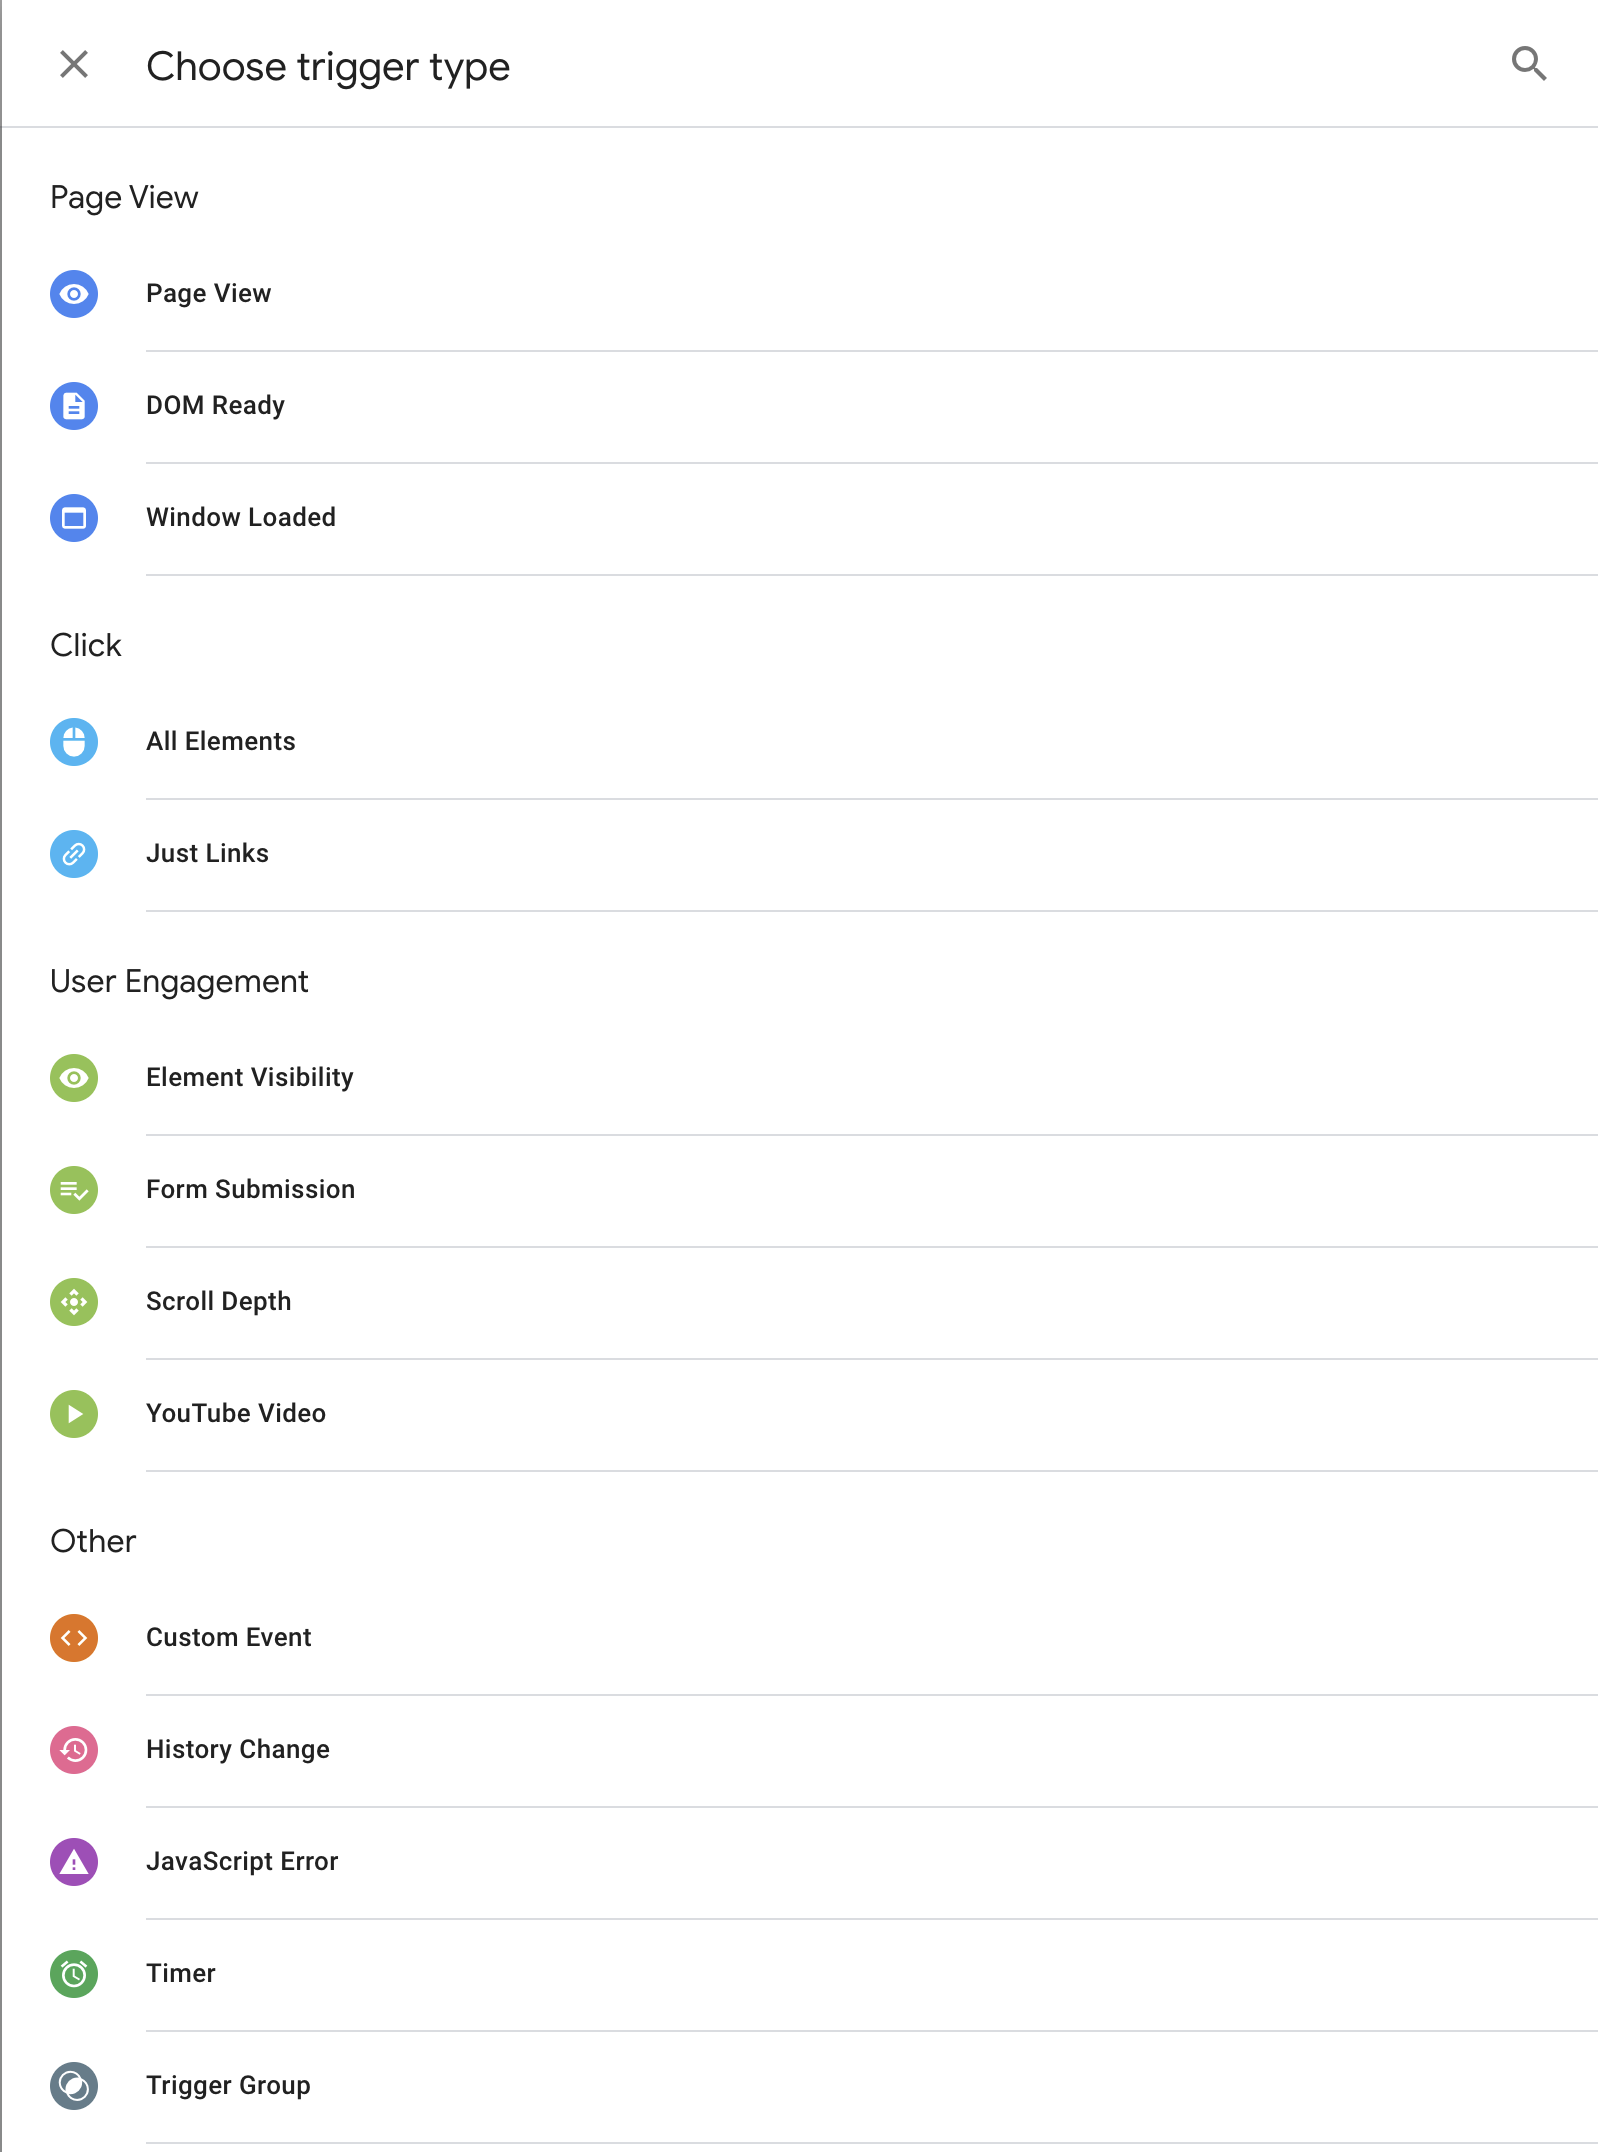 Choose trigger type
Page View
Page View
DOM Ready
Window Loaded
Click
All Elements
Just Links
User Engagement
Element Visibility
Form Submission
Scroll Depth
YouTube Video
Other
Custom Event
History Change
JavaScript Error
Timer
Trigger Group